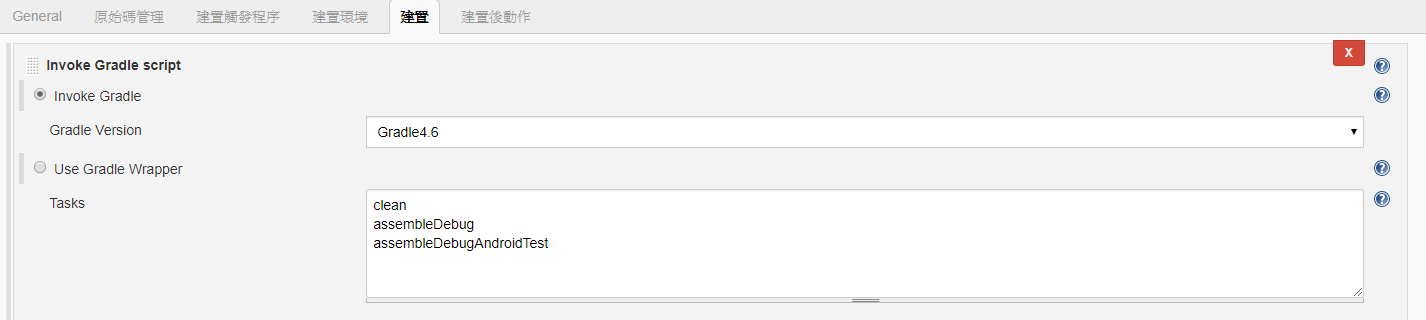 General 原始碼管理 建置觸發程序 建置環境 建置 建置後動作
Invoke Gradle script X ?
Invoke Gradle ?
Gradle Version Gradle4.6
Use Gradle Wrapper ?
Tasks clean ?
assembleDebug
assembleDebugAndroidTest